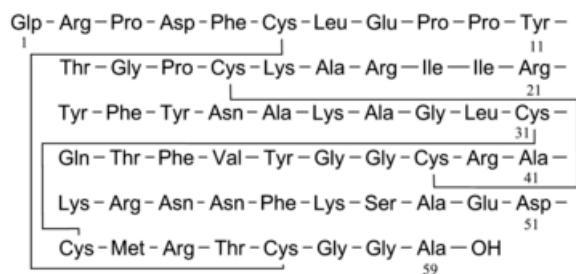 Glp – Arg – Pro – Asp – Phe – Cys – Leu – Glu – Pro – Pro – Tyr
1 11
Thr – Gly – Pro – Cys – Lys – Ala – Arg – Ile – Ile – Arg
21
Tyr – Phe – Tyr – Asn – Ala – Lys – Ala – Gly – Leu – Cys
31
Gln – Thr – Phe – Val – Tyr – Gly – Gly – Cys – Arg – Ala
41
Lys – Arg – Asn – Asn – Phe – Lys – Ser – Ala – Glu – Asp –
51
Cys – Met – Arg – Thr – Cys – Gly – Gly – Ala – OH
59